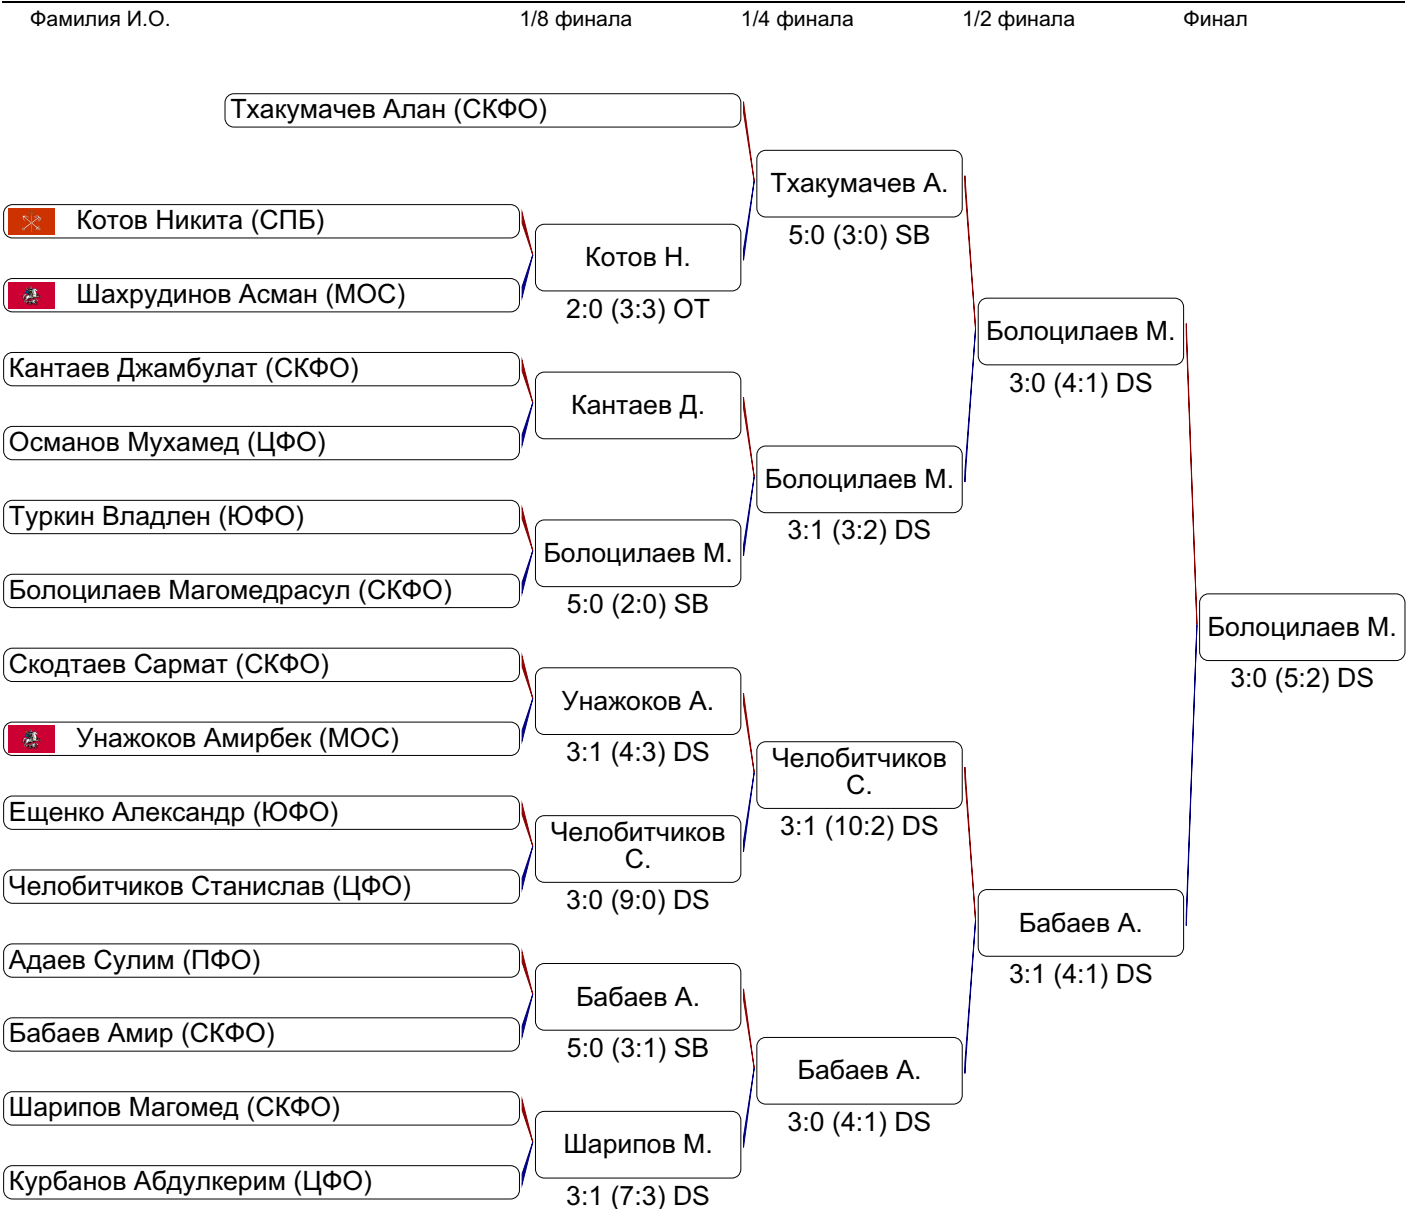 Фамилия И.О. 1/8 финала 1/4 финала 1/2 финала Финал
Тхакумачев Алан (СКФО)
Тхакумачев А.
5:0 (3:0) SB
Котов Никита (СПБ)
Котов Н.
2:0 (3:3) OT
Шахрудинов Асман (МОС)
Болоцилаев М.
3:0 (4:1) DS
Кантаев Джамбулат (СКФО)
Кантаев Д.
Османов Мухамед (ЦФО)
Болоцилаев М.
3:1 (3:2) DS
Туркин Владлен (ЮФО)
Болоцилаев М.
5:0 (2:0) SB
Болоцилаев Магомедрасул (СКФО)
Болоцилаев М.
3:0 (5:2) DS
Скодтаев Сармат (СКФО)
Унажоков А.
3:1 (4:3) DS
Унажоков Амирбек (МОС)
Челобитчиков
С.
3:1 (10:2) DS
Ещенко Александр (ЮФО)
Челобитчиков
С.
3:0 (9:0) DS
Челобитчиков Станислав (ЦФО)
Бабаев А.
3:1 (4:1) DS
Адаев Сулим (ПФО)
Бабаев А.
5:0 (3:1) SB
Бабаев Амир (СКФО)
Бабаев А.
3:0 (4:1) DS
Шарипов Магомед (СКФО)
Шарипов М.
3:1 (7:3) DS
Курбанов Абдулкерим (ЦФО)